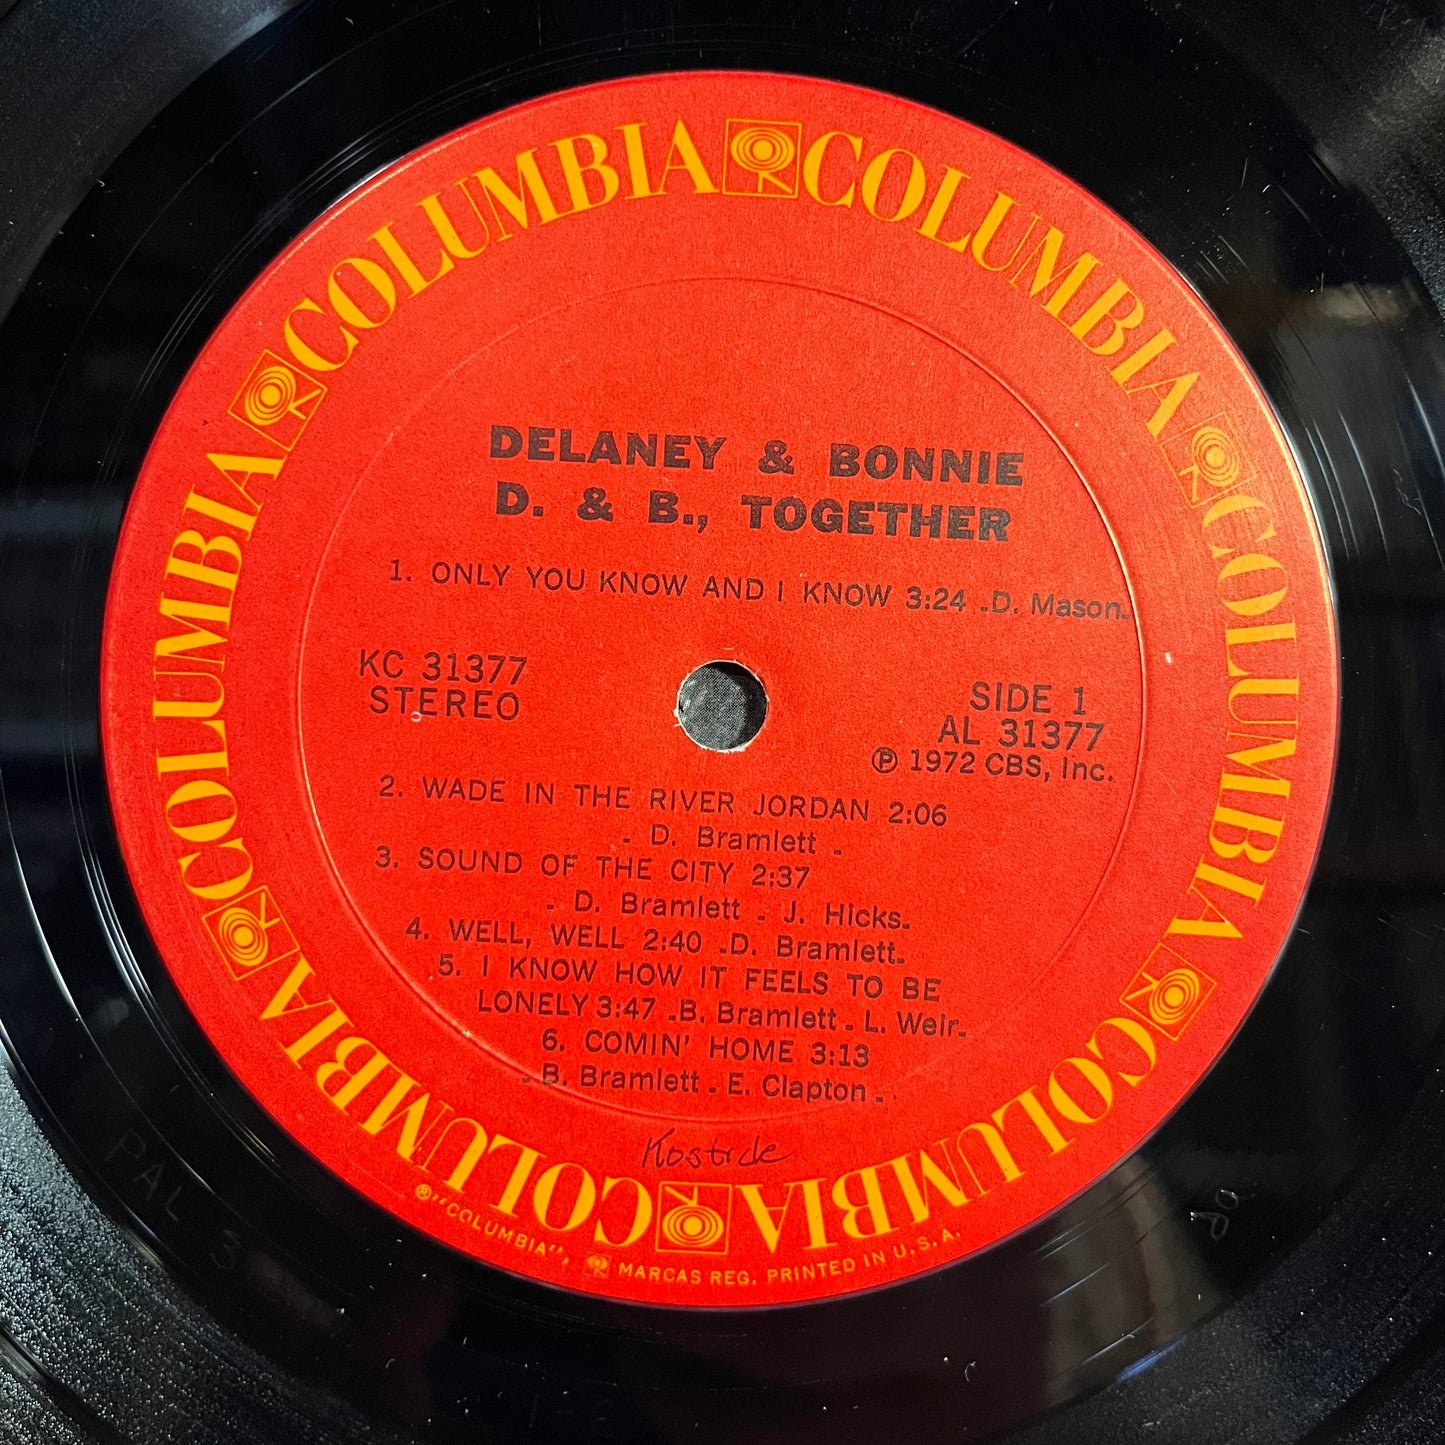 COLUMBIA COLUMBIA COLUMBIA COLUMBIA COLUMBIA COLUMBIA
DELANEY & BONNIE
D. & B., TOGETHER
1. ONLY YOU KNOW AND I KNOW 3:24 -D. Mason-
KC 31377
STEREO
SIDE 1
AL 31377
℗ 1972 CBS, Inc.
2. WADE IN THE RIVER JORDAN 2:06
- D. Bramlett -
3. SOUND OF THE CITY 2:37
- D. Bramlett - J. Hicks-
4. WELL, WELL 2:40 -D. Bramlett-
5. I KNOW HOW IT FEELS TO BE
LONELY 3:47 -B. Bramlett - L. Weir-
6. COMIN' HOME 3:13
- B. Bramlett - E. Clapton -
®"COLUMBIA", MARCAS REG. PRINTED IN U.S.A.
PAL 3